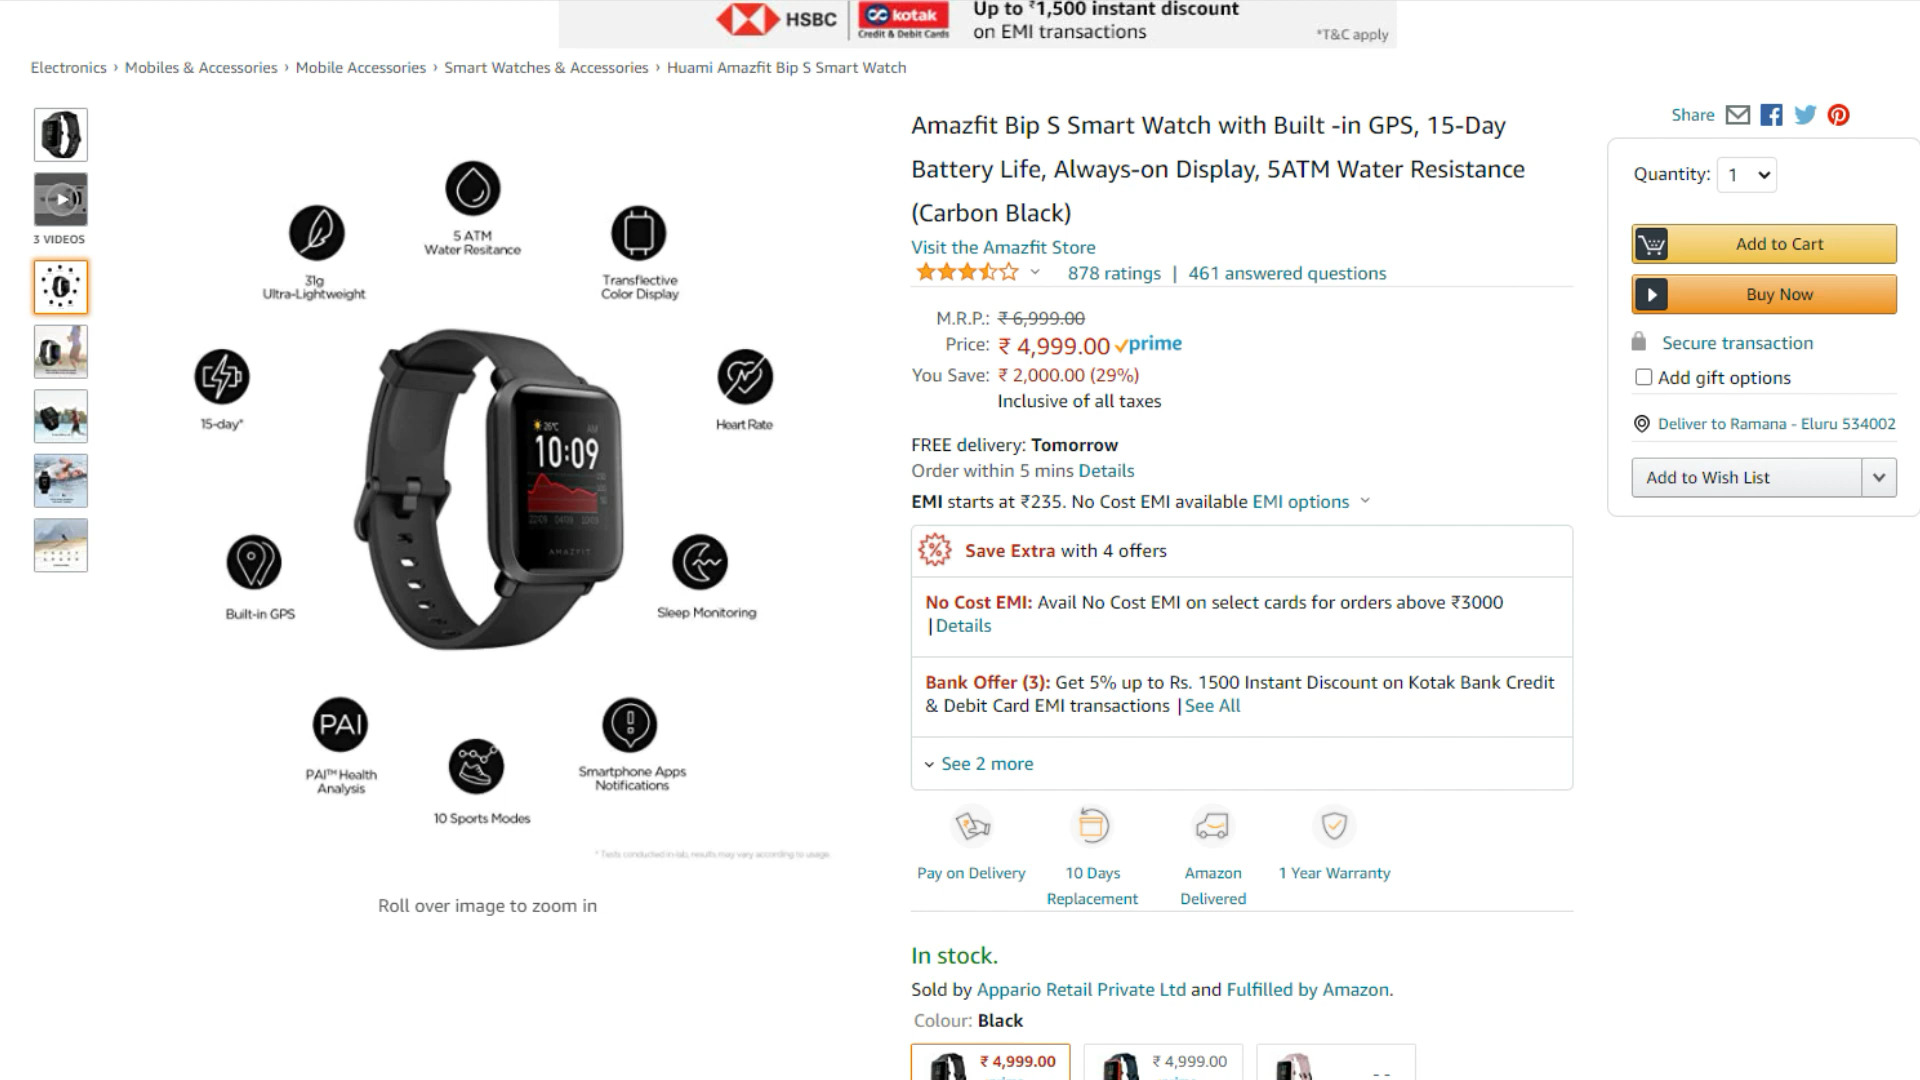 HSBC
kotak
Credit & Debit Cards
Up to ₹1,500 instant discount
on EMI transactions
*T&C apply
Electronics › Mobiles & Accessories › Mobile Accessories › Smart Watches & Accessories › Huami Amazfit Bip S Smart Watch
3 VIDEOS
5 ATM
Water Resitance
31g
Ultra-Lightweight
Transflective
Color Display
15-day*
Heart Rate
26°C
AM
10:09
AMAZFIT
Built-in GPS
Sleep Monitoring
PAI
PAI™ Health
Analysis
10 Sports Modes
Smartphone Apps
Notifications
* Tests conducted in-lab, results may vary according to usage.
Roll over image to zoom in
Amazfit Bip S Smart Watch with Built -in GPS, 15-Day
Battery Life, Always-on Display, 5ATM Water Resistance
(Carbon Black)
Visit the Amazfit Store
878 ratings | 461 answered questions
M.R.P.: ₹ 6,999.00
Price: ₹ 4,999.00 prime
You Save: ₹ 2,000.00 (29%)
Inclusive of all taxes
FREE delivery: Tomorrow
Order within 5 mins Details
EMI starts at ₹235. No Cost EMI available EMI options
Save Extra with 4 offers
No Cost EMI: Avail No Cost EMI on select cards for orders above ₹3000
|Details
Bank Offer (3): Get 5% up to Rs. 1500 Instant Discount on Kotak Bank Credit
& Debit Card EMI transactions |See All
See 2 more
Pay on Delivery
10 Days
Replacement
Amazon
Delivered
1 Year Warranty
In stock.
Sold by Appario Retail Private Ltd and Fulfilled by Amazon.
Colour: Black
₹ 4,999.00
₹ 4,999.00
--
Share
Quantity: 1
Add to Cart
Buy Now
Secure transaction
Add gift options
Deliver to Ramana - Eluru 534002
Add to Wish List